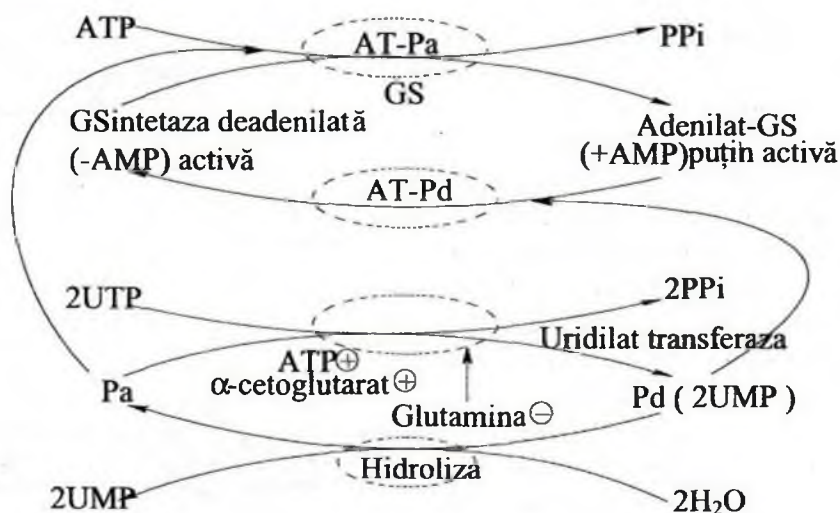 ATP
AT-Pa
PPi
GS
GSintetaza deadenilată
(-AMP) activă
Adenilat-GS
(+AMP)puțin activă
AT-Pd
2UTP
2PPi
Uridilat transferaza
ATP⊕
α-cetoglutarat⊕
Pa
Glutamina⊖
Pd ( 2UMP )
Hidroliza
2UMP
2H₂O